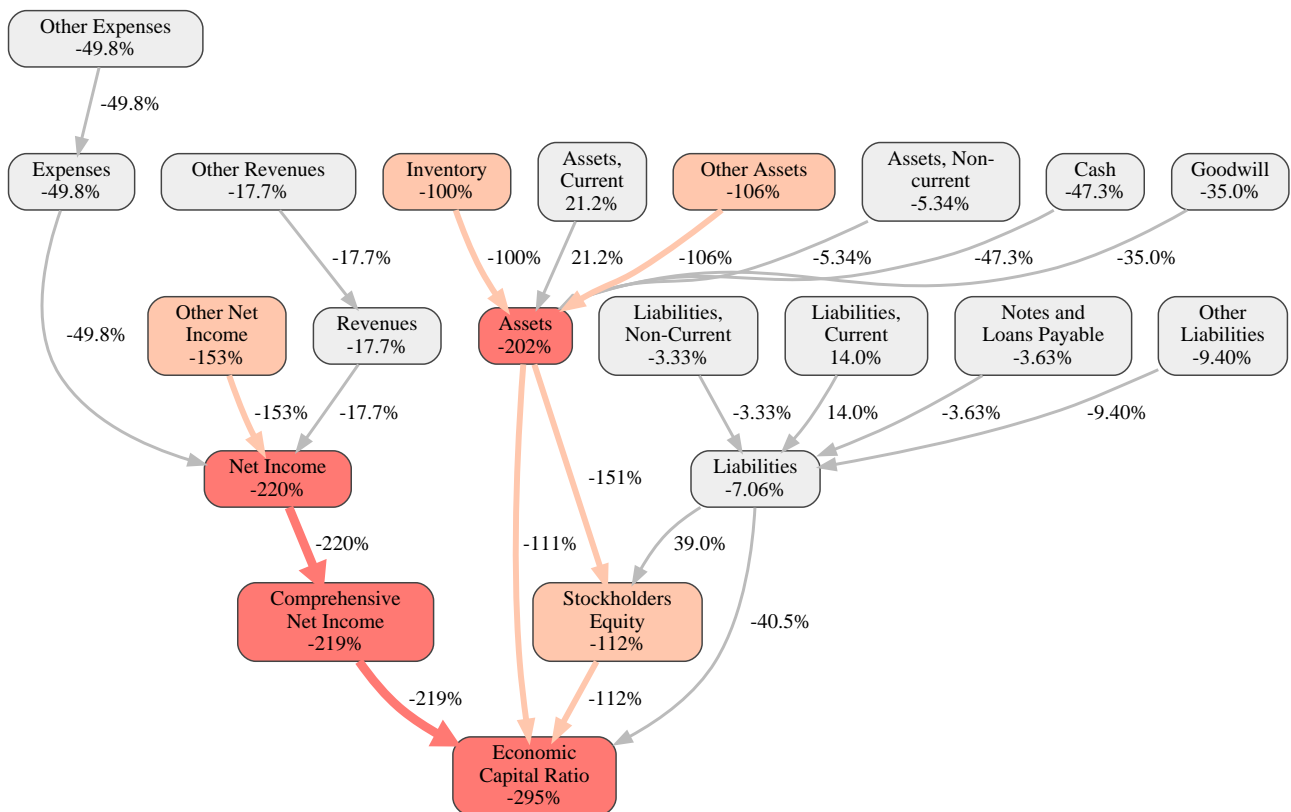 Other Expenses
-49.8%
-49.8%
Expenses
-49.8%
Other Revenues
-17.7%
Inventory
-100%
Assets,
Current
21.2%
Other Assets
-106%
Assets, Non-
current
-5.34%
Cash
-47.3%
Goodwill
-35.0%
-17.7%
-100%
21.2%
-106%
-5.34%
-47.3%
-35.0%
-49.8%
Other Net
Income
-153%
Revenues
-17.7%
Assets
-202%
Liabilities,
Non-Current
-3.33%
Liabilities,
Current
14.0%
Notes and
Loans Payable
-3.63%
Other
Liabilities
-9.40%
-153%
-17.7%
-3.33%
14.0%
-3.63%
-9.40%
Net Income
-220%
-151%
Liabilities
-7.06%
-220%
-111%
39.0%
Comprehensive
Net Income
-219%
Stockholders
Equity
-112%
-40.5%
-219%
-112%
Economic
Capital Ratio
-295%